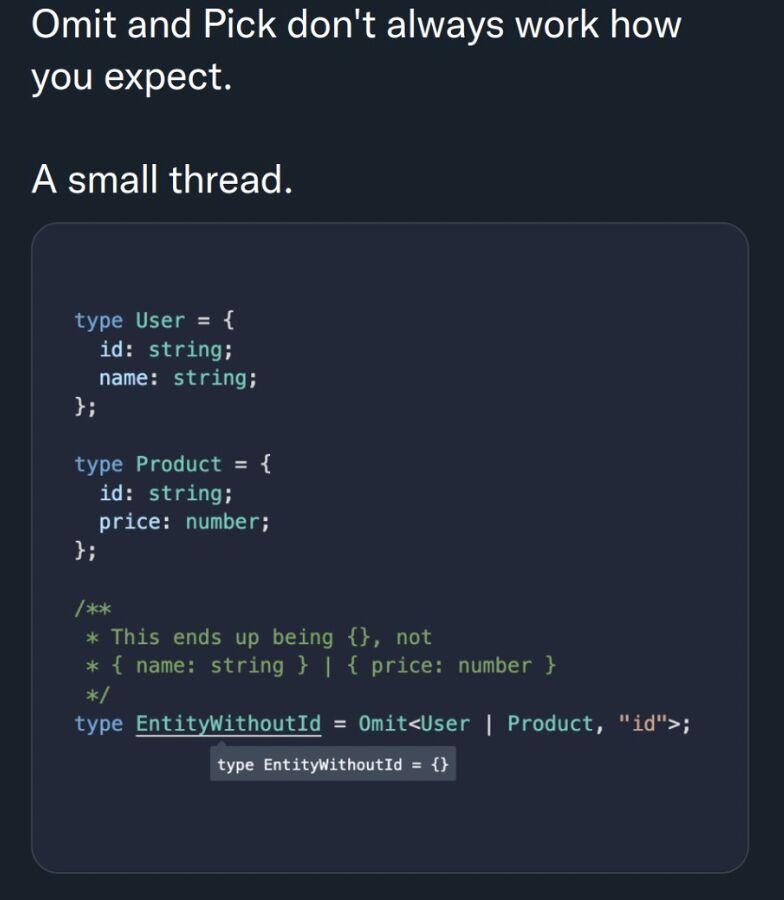 Omit and Pick don't always work how
you expect.
A small thread.
type User = {
  id: string;
  name: string;
};
type Product = {
  id: string;
  price: number;
};
/**
 * This ends up being {}, not
 * { name: string } | { price: number }
 */
type EntityWithoutId = Omit<User | Product, "id">;
type EntityWithoutId = {}